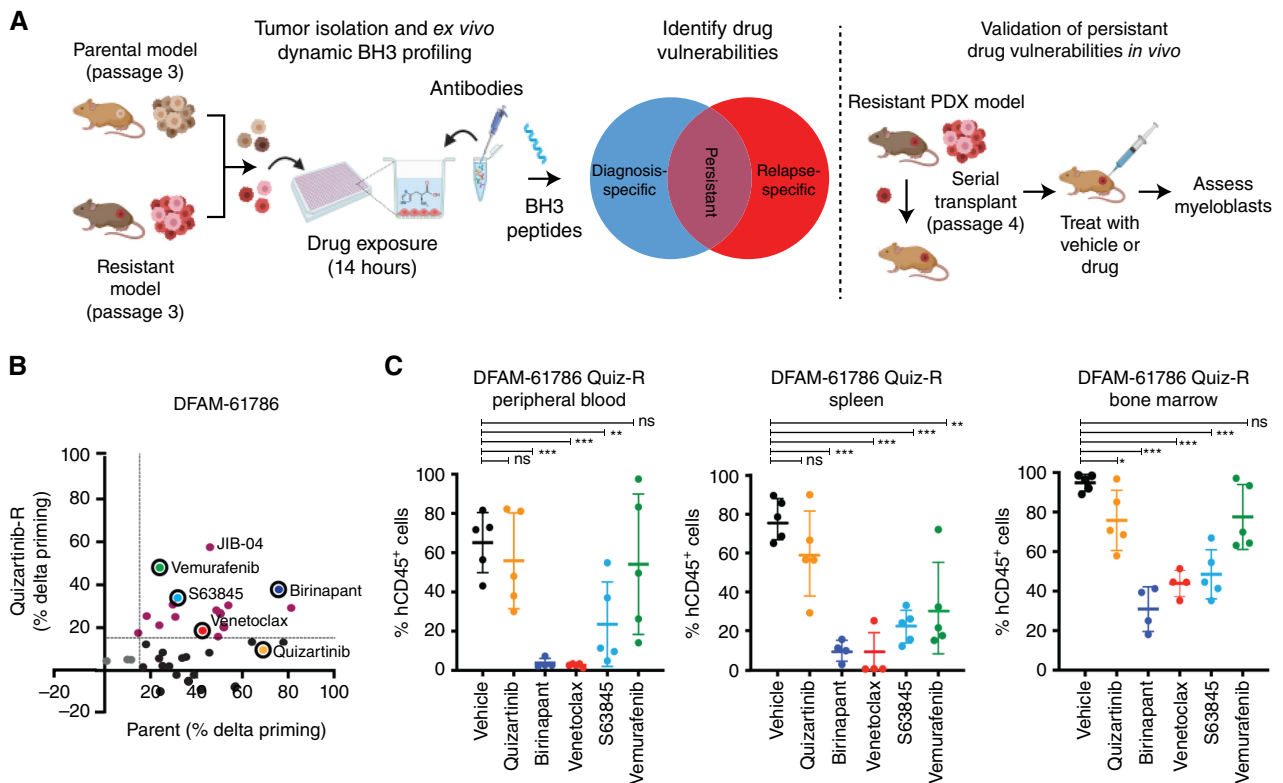 A
Parental model
(passage 3)
Resistant
model
(passage 3)
Tumor isolation and ex vivo
dynamic BH3 profiling
Antibodies
Drug exposure
(14 hours)
BH3
peptides
Identify drug
vulnerabilities
Diagnosis-
specific
Persistant
Relapse-
specific
Validation of persistant
drug vulnerabilities in vivo
Resistant PDX model
Serial
transplant
(passage 4)
Treat with
vehicle or
drug
Assess
myeloblasts
B
DFAM-61786
Quizartinib-R
(% delta priming)
100
80
60
40
20
0
−20
−20
20
40
60
80
100
Parent (% delta priming)
JIB-04
Vemurafenib
S63845
Birinapant
Venetoclax
Quizartinib
C
DFAM-61786 Quiz-R
peripheral blood
ns
**
***
***
ns
% hCD45+ cells
100
80
60
40
20
0
Vehicle
Quizartinib
Birinapant
Venetoclax
S63845
Vemurafenib
DFAM-61786 Quiz-R
spleen
**
***
***
***
ns
% hCD45+ cells
100
80
60
40
20
0
Vehicle
Quizartinib
Birinapant
Venetoclax
S63845
Vemurafenib
DFAM-61786 Quiz-R
bone marrow
ns
***
***
***
*
% hCD45+ cells
100
80
60
40
20
0
Vehicle
Quizartinib
Birinapant
Venetoclax
S63845
Vemurafenib